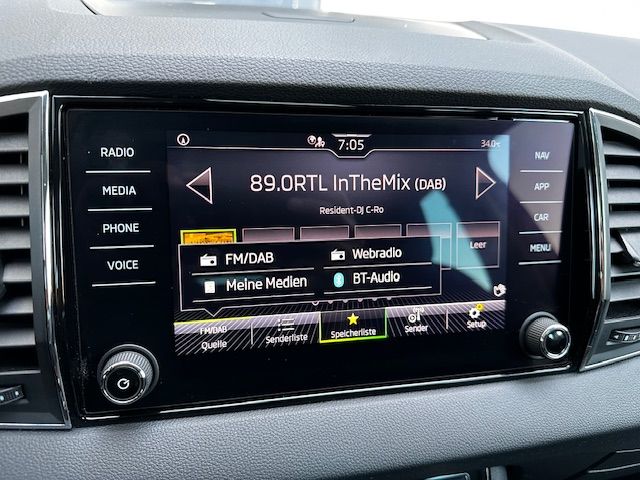 RADIO
MEDIA
PHONE
VOICE
7:05
34.0°C
89.0RTL InTheMix (DAB)
Resident-DJ C-Ro
Leer
FM/DAB
Webradio
Meine Medien
BT-Audio
FM/DAB
Quelle
Senderliste
Speicherliste
Sender
Setup
NAV
APP
CAR
MENU